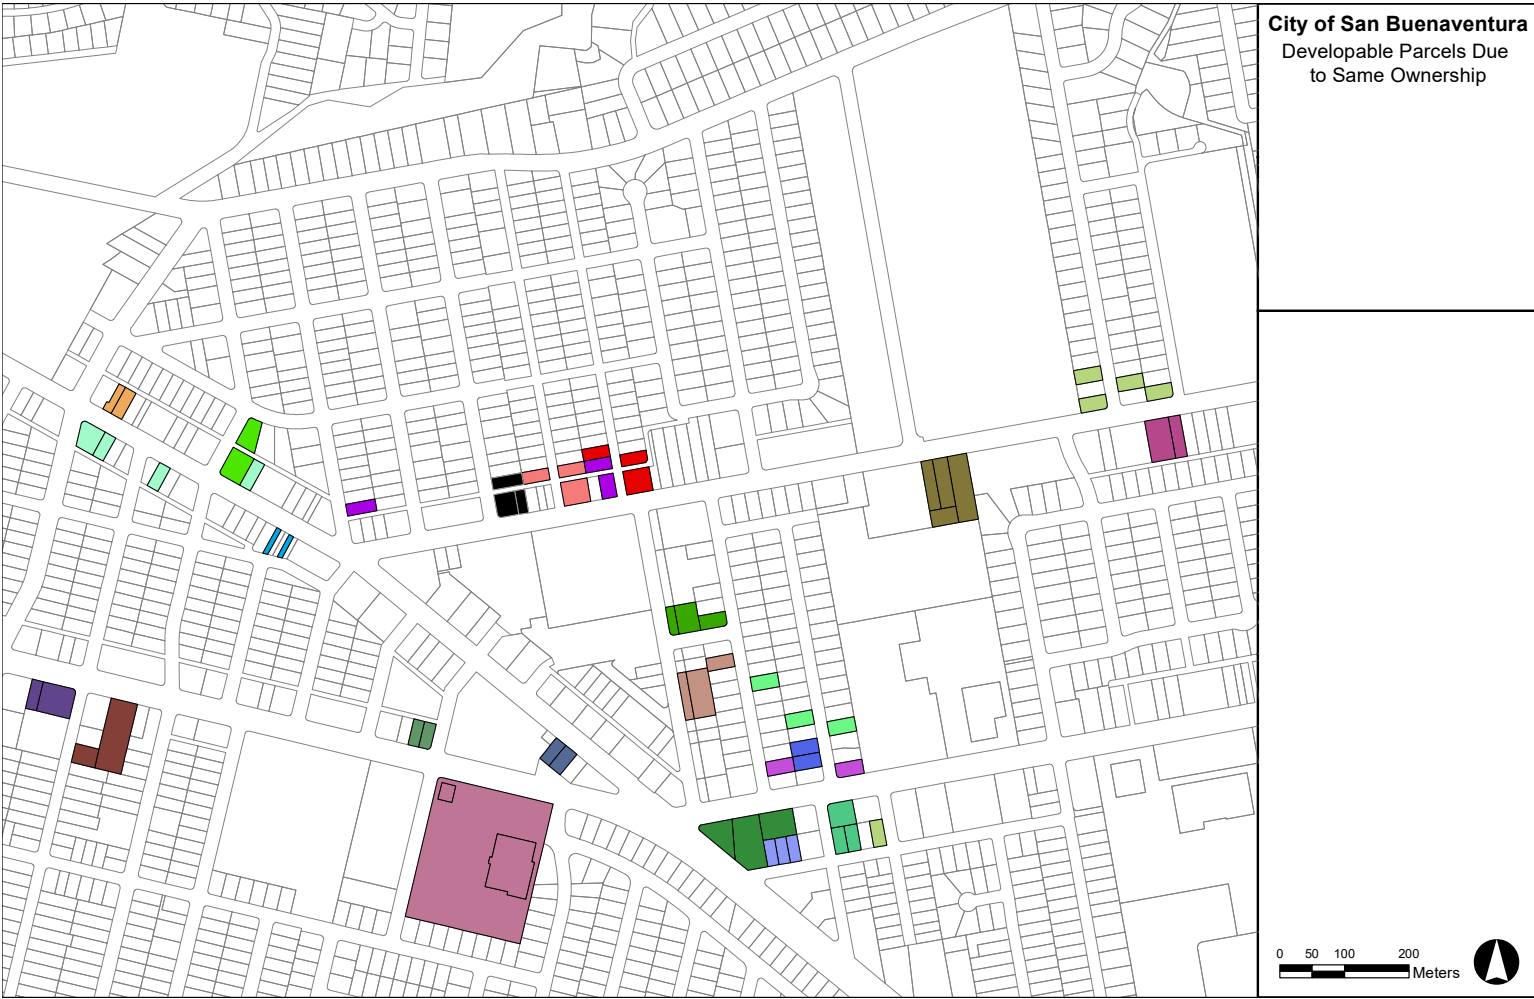 City of San Buenaventura
Developable Parcels Due
to Same Ownership
0 50 100 200
Meters